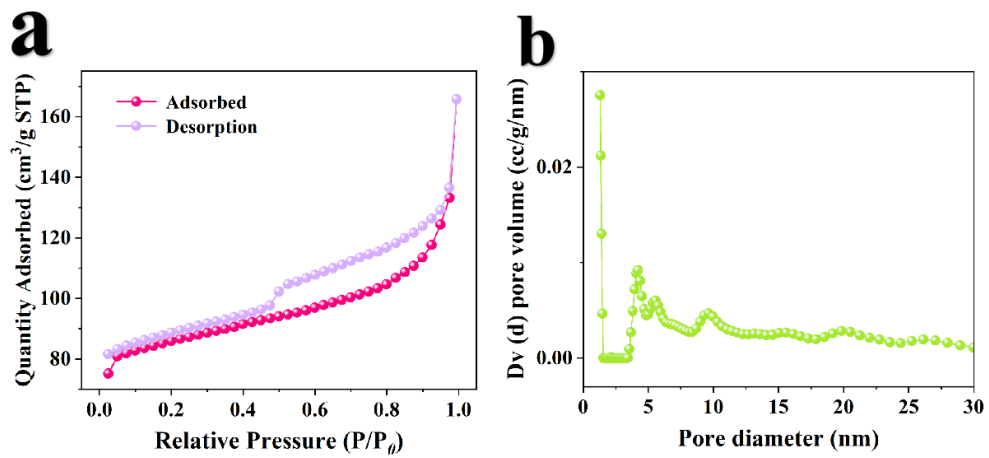 a
Quantity Adsorbed (cm³/g STP)
160
140
120
100
80
Adsorbed
Desorption
0.0 0.2 0.4 0.6 0.8 1.0
Relative Pressure (P/P₀)
b
Dv (d) pore volume (cc/g/nm)
0.02
0.00
0 5 10 15 20 25 30
Pore diameter (nm)